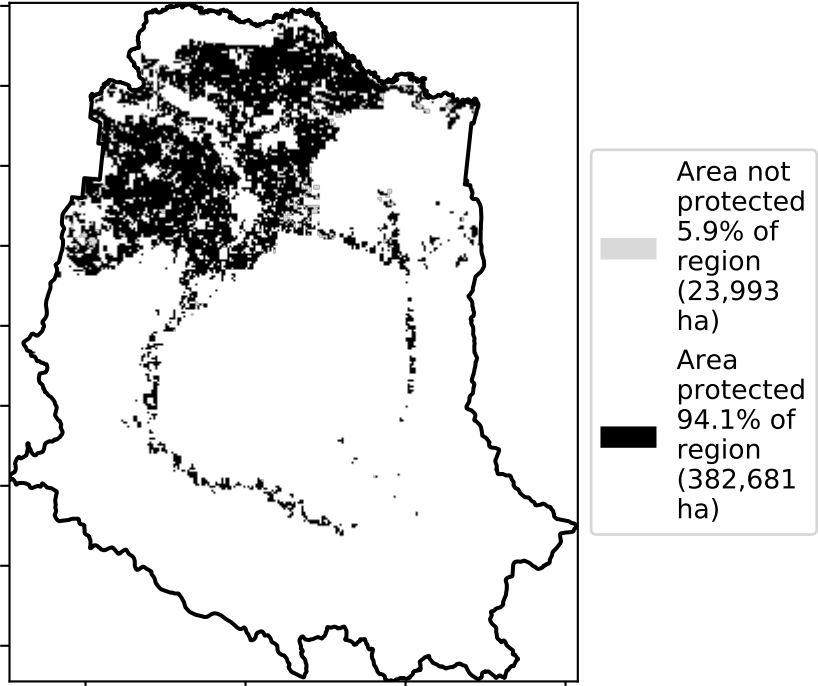 Area not
protected
5.9% of
region
(23,993
ha)
Area
protected
94.1% of
region
(382,681
ha)